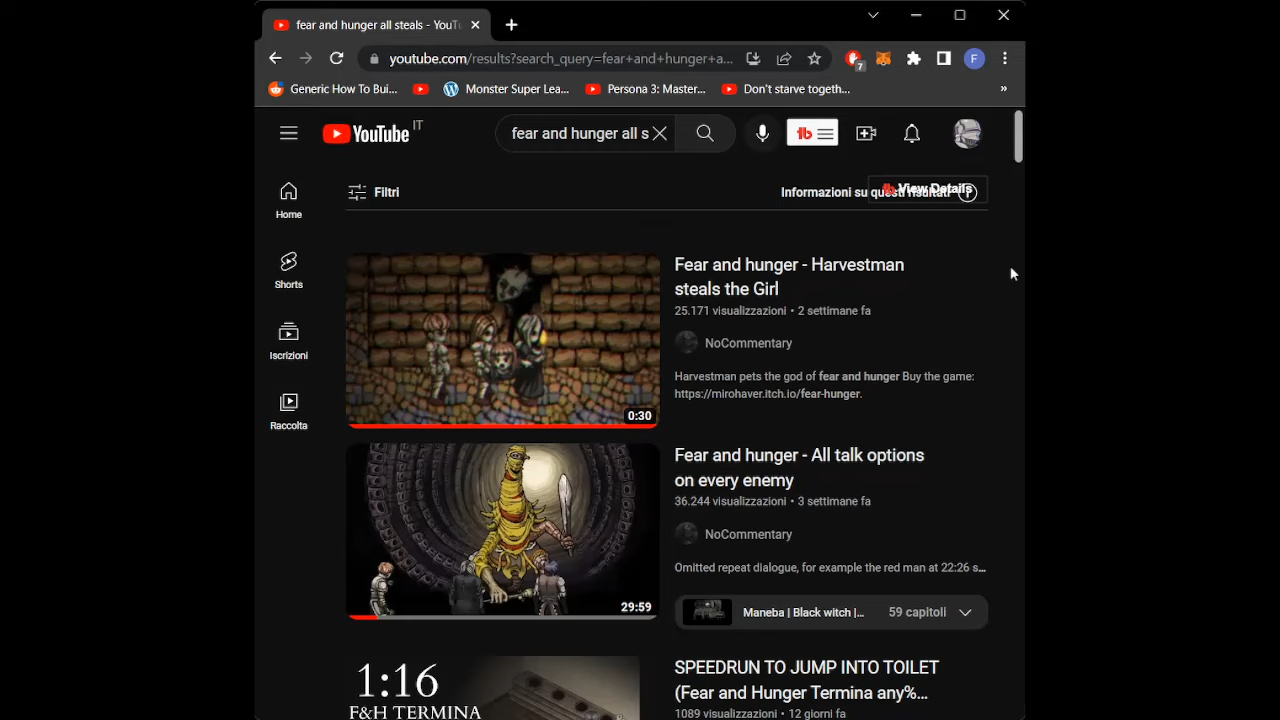 fear and hunger all steals - YouT
youtube.com/results?search_query=fear+and+hunger+a...
7
F
Generic How To Bui...
Monster Super Lea...
Persona 3: Master...
Don't starve togeth...
»
YouTube IT
fear and hunger all s
Filtri
Informazioni su questi risultati
View Details
Home
Shorts
Iscrizioni
Raccolta
Fear and hunger - Harvestman
steals the Girl
25.171 visualizzazioni • 2 settimane fa
NoCommentary
Harvestman pets the god of fear and hunger Buy the game:
https://mirohaver.itch.io/fear-hunger.
0:30
Fear and hunger - All talk options
on every enemy
36.244 visualizzazioni • 3 settimane fa
NoCommentary
Omitted repeat dialogue, for example the red man at 22:26 s...
29:59
Maneba | Black witch |...
59 capitoli
1:16
F&H TERMINA
SPEEDRUN TO JUMP INTO TOILET
(Fear and Hunger Termina any%...
1089 visualizzazioni • 12 giorni fa